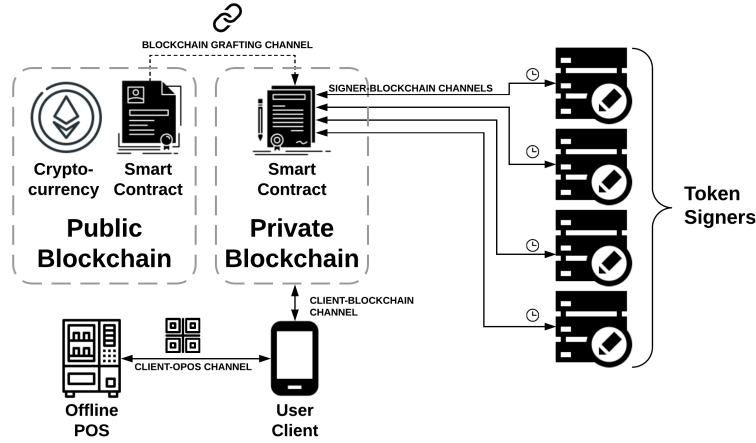 BLOCKCHAIN GRAFTING CHANNEL
SIGNER-BLOCKCHAIN CHANNELS
Crypto-
currency
Smart
Contract
Public
Blockchain
Smart
Contract
Private
Blockchain
Token
Signers
CLIENT-BLOCKCHAIN
CHANNEL
CLIENT-OPOS CHANNEL
Offline
POS
User
Client